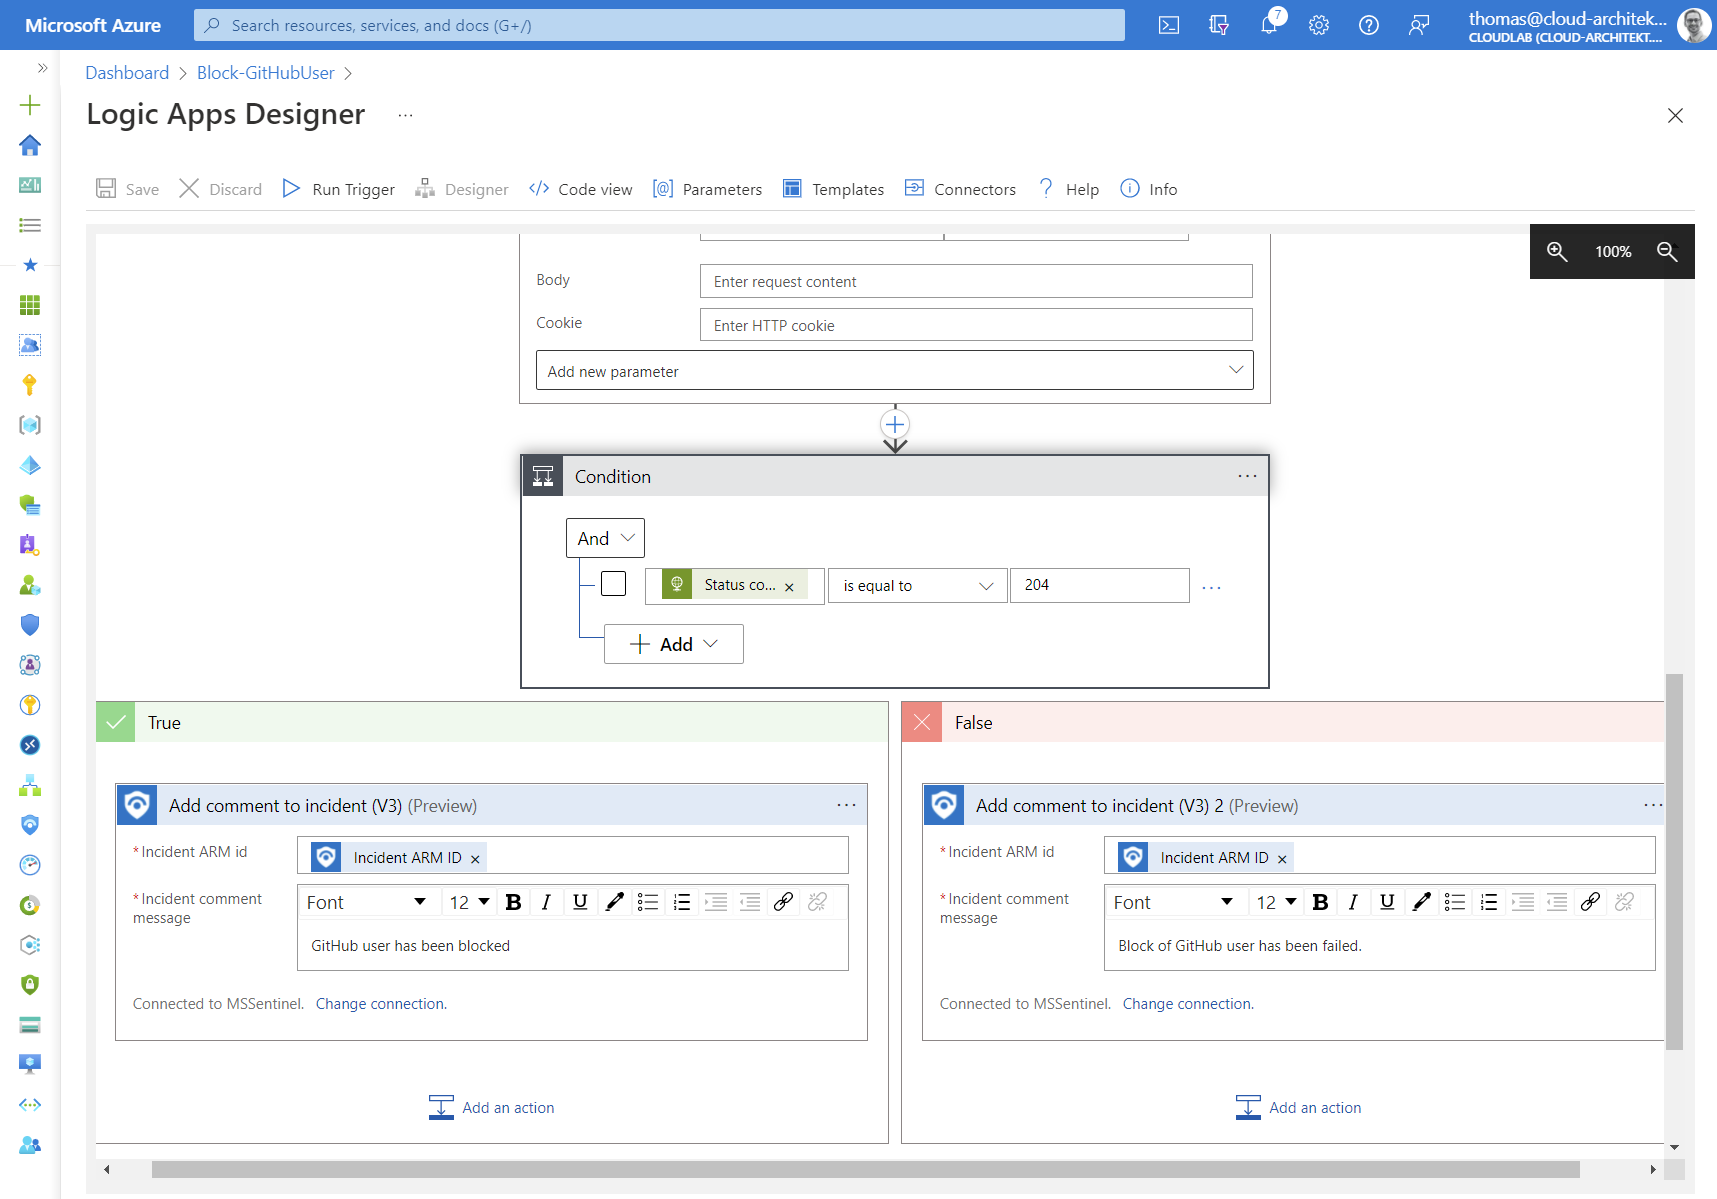 Microsoft Azure
Search resources, services, and docs (G+/)
7
thomas@cloud-architek...
CLOUDLAB (CLOUD-ARCHITEKT....
Dashboard > Block-GitHubUser >
Logic Apps Designer ...
Save Discard Run Trigger Designer Code view Parameters Templates Connectors Help Info
100%
Body
Enter request content
Cookie
Enter HTTP cookie
Add new parameter
Condition
And
Status co... × is equal to 204
Add
True
False
Add comment to incident (V3) (Preview)
* Incident ARM id
Incident ARM ID ×
* Incident comment
message
Font 12 B I U
GitHub user has been blocked
Connected to MSSentinel. Change connection.
Add an action
Add comment to incident (V3) 2 (Preview)
* Incident ARM id
Incident ARM ID ×
* Incident comment
message
Font 12 B I U
Block of GitHub user has been failed.
Connected to MSSentinel. Change connection.
Add an action